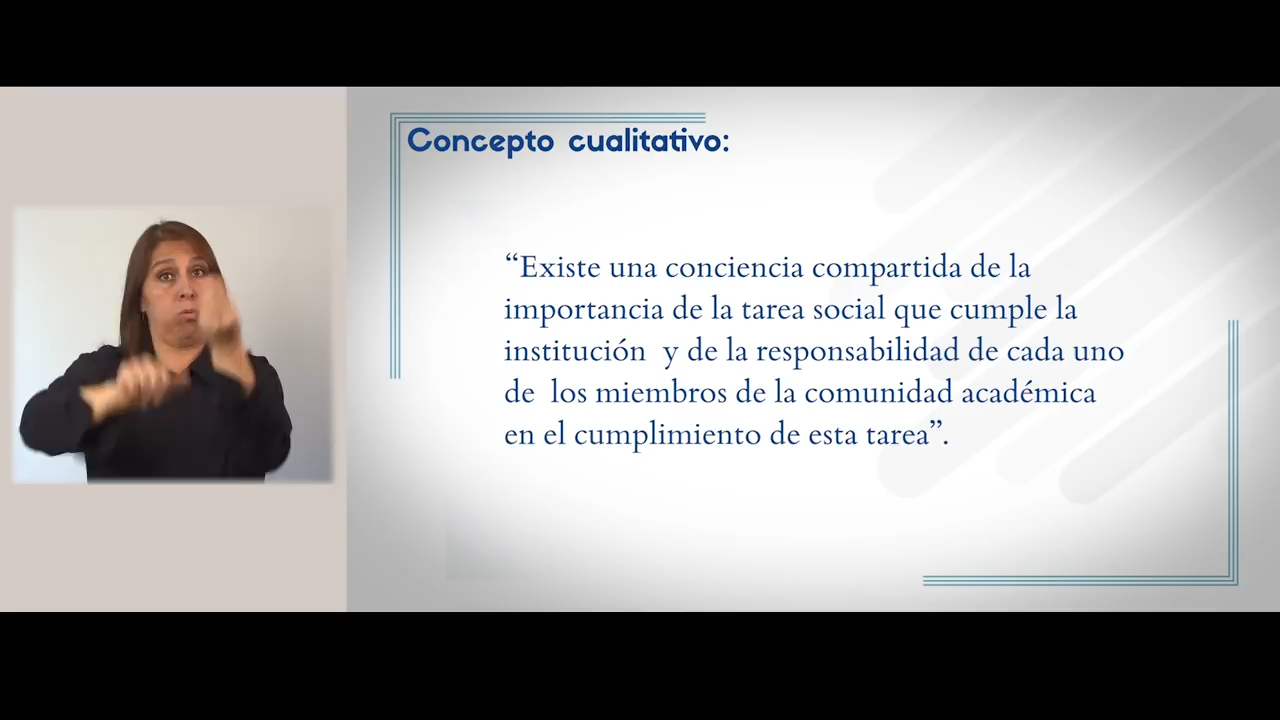 Concepto cualitativo:
“Existe una conciencia compartida de la
importancia de la tarea social que cumple la
institución y de la responsabilidad de cada uno
de los miembros de la comunidad académica
en el cumplimiento de esta tarea”.